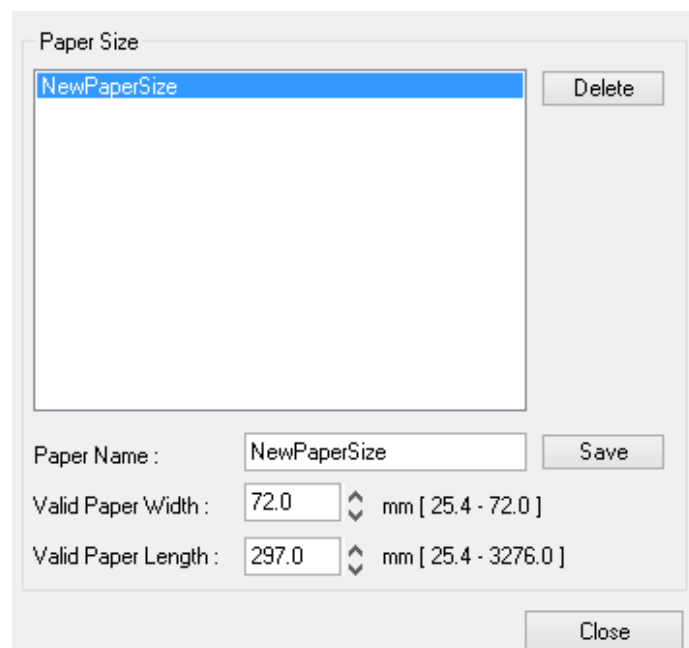 Paper Size
NewPaperSize
Delete
Paper Name : NewPaperSize Save
Valid Paper Width : 72.0 mm [ 25.4 - 72.0 ]
Valid Paper Length : 297.0 mm [ 25.4 - 3276.0 ]
Close